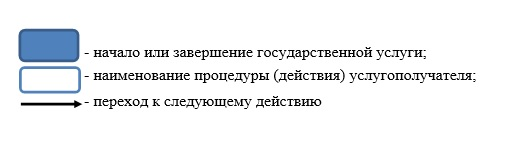 - начало или завершение государственной услуги;
- наименование процедуры (действия) услугополучателя;
- переход к следующему действию